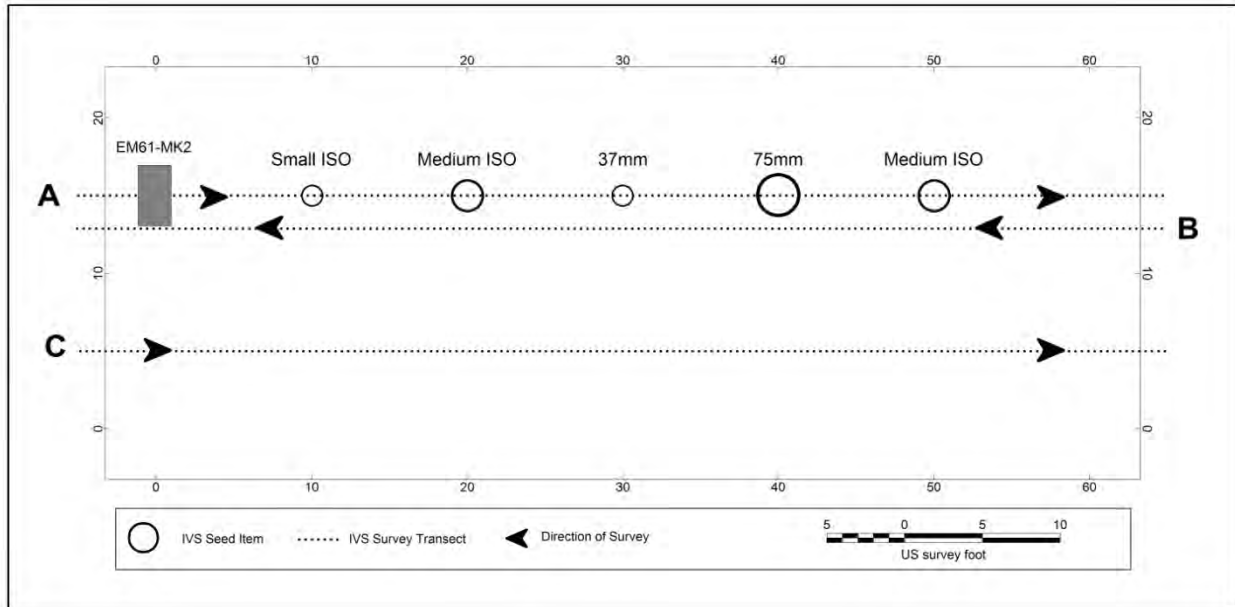 0 10 20 30 40 50 60
20 20
EM61-MK2 Small ISO Medium ISO 37mm 75mm Medium ISO
A
B
10 10
C
0 0
0 10 20 30 40 50 60
IVS Seed Item IVS Survey Transect Direction of Survey
5 0 5 10
US survey foot